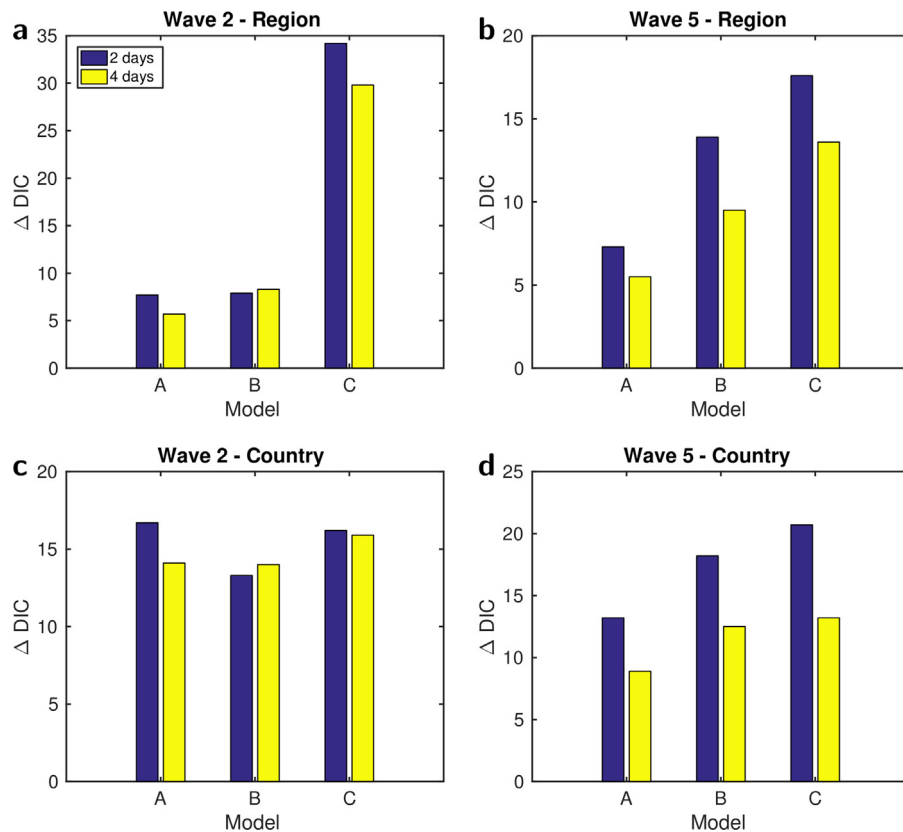 a
Wave 2 - Region
35
30
25
20
15
10
5
0
Δ DIC
2 days
4 days
A
B
C
Model
b
Wave 5 - Region
20
15
10
5
0
Δ DIC
A
B
C
Model
c
Wave 2 - Country
20
15
10
5
0
Δ DIC
A
B
C
Model
d
Wave 5 - Country
25
20
15
10
5
0
Δ DIC
A
B
C
Model